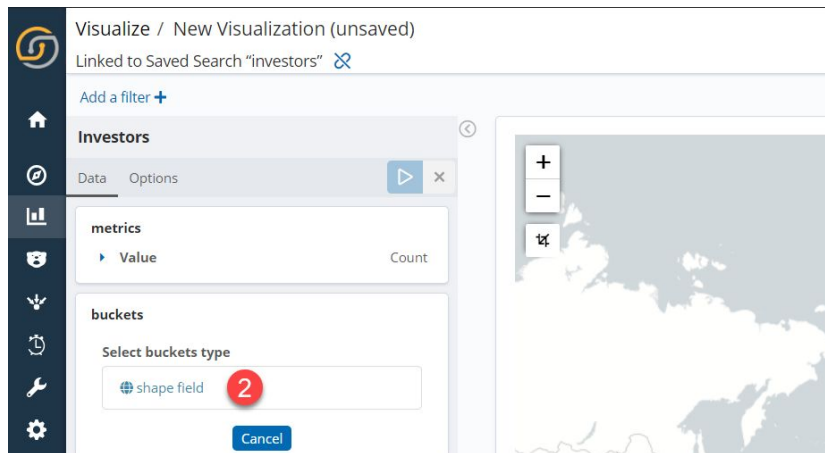 Visualize / New Visualization (unsaved)
Linked to Saved Search “investors”
Add a filter +
Investors
Data Options
metrics
Value Count
buckets
Select buckets type
shape field 2
Cancel
+
−